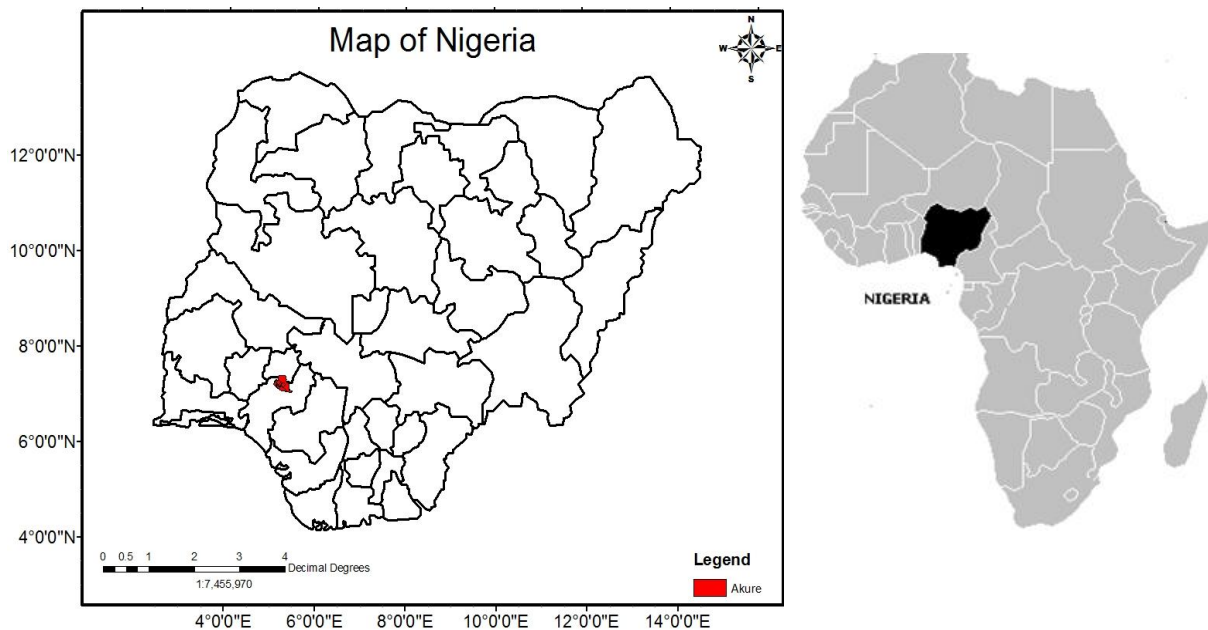 Map of Nigeria
N
W E
S
12°0'0"N
10°0'0"N
8°0'0"N
6°0'0"N
4°0'0"N
0 0.5 1 2 3 4
Decimal Degrees
1:7,455,970
Legend
Akure
4°0'0"E 6°0'0"E 8°0'0"E 10°0'0"E 12°0'0"E 14°0'0"E
NIGERIA